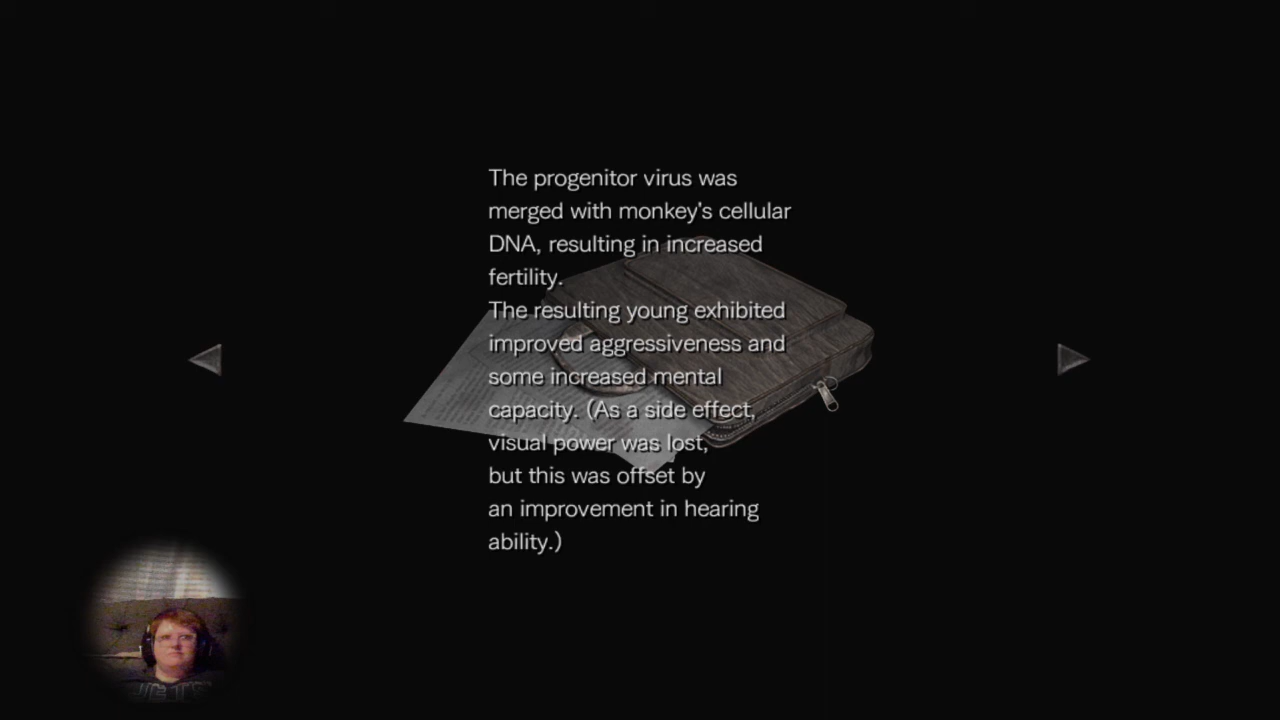 The progenitor virus was
merged with monkey's cellular
DNA, resulting in increased
fertility.
The resulting young exhibited
improved aggressiveness and
some increased mental
capacity. (As a side effect,
visual power was lost,
but this was offset by
an improvement in hearing
ability.)